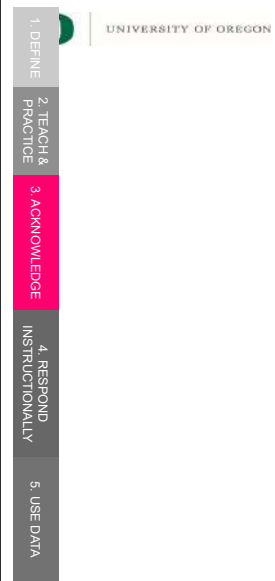 UNIVERSITY OF OREGON
1. DEFINE
2. TEACH &
PRACTICE
3. ACKNOWLEDGE
4. RESPOND
INSTRUCTIONALLY
5. USE DATA